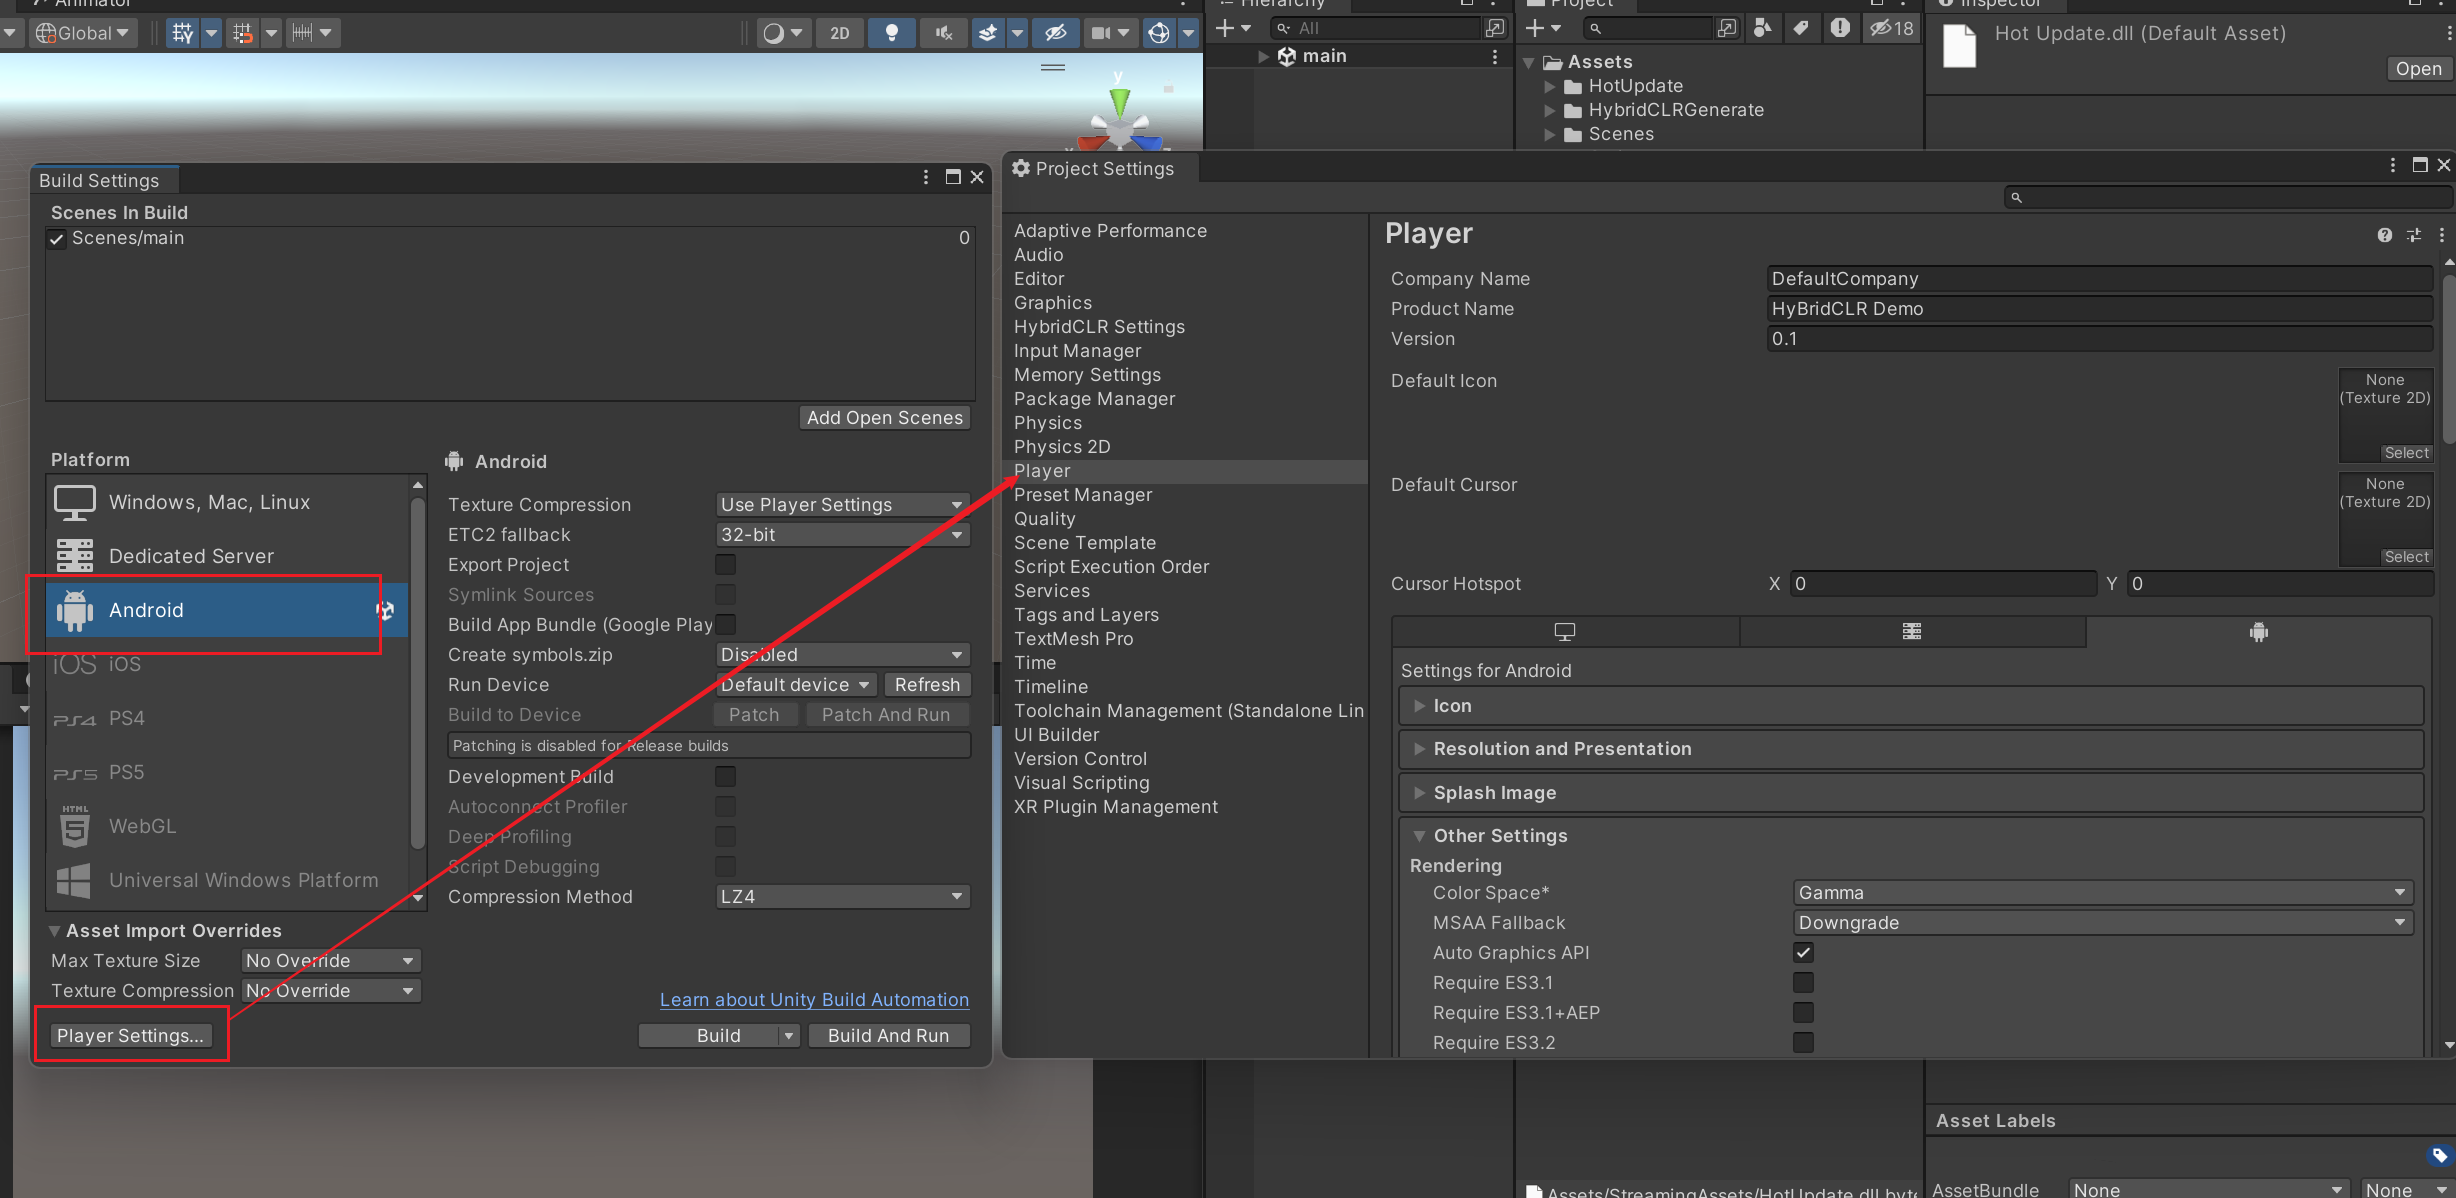 Animator
Global
2D
Hierarchy
All
main
Project
18
Assets
HotUpdate
HybridCLRGenerate
Scenes
Inspector
Hot Update.dll (Default Asset)
Open
Build Settings
Scenes In Build
Scenes/main
0
Add Open Scenes
Platform
Windows, Mac, Linux
Dedicated Server
Android
iOS iOS
PS4 PS4
PS5 PS5
HTML 5 WebGL
Universal Windows Platform
Android
Texture Compression
Use Player Settings
ETC2 fallback
32-bit
Export Project
Symlink Sources
Build App Bundle (Google Play
Create symbols.zip
Disabled
Run Device
Default device
Refresh
Build to Device
Patch
Patch And Run
Patching is disabled for Release builds
Development Build
Autoconnect Profiler
Deep Profiling
Script Debugging
Compression Method
LZ4
Asset Import Overrides
Max Texture Size
No Override
Texture Compression
No Override
Learn about Unity Build Automation
Player Settings...
Build
Build And Run
Project Settings
Adaptive Performance
Audio
Editor
Graphics
HybridCLR Settings
Input Manager
Memory Settings
Package Manager
Physics
Physics 2D
Player
Preset Manager
Quality
Scene Template
Script Execution Order
Services
Tags and Layers
TextMesh Pro
Time
Timeline
Toolchain Management (Standalone Lin
UI Builder
Version Control
Visual Scripting
XR Plugin Management
Player
Company Name
DefaultCompany
Product Name
HyBridCLR Demo
Version
0.1
Default Icon
None
(Texture 2D)
Select
Default Cursor
None
(Texture 2D)
Select
Cursor Hotspot
X 0
Y 0
Settings for Android
Icon
Resolution and Presentation
Splash Image
Other Settings
Rendering
Color Space*
Gamma
MSAA Fallback
Downgrade
Auto Graphics API
Require ES3.1
Require ES3.1+AEP
Require ES3.2
Asset Labels
Assets/StreamingAssets/HotUpdate.dll.byte
AssetBundle
None
None